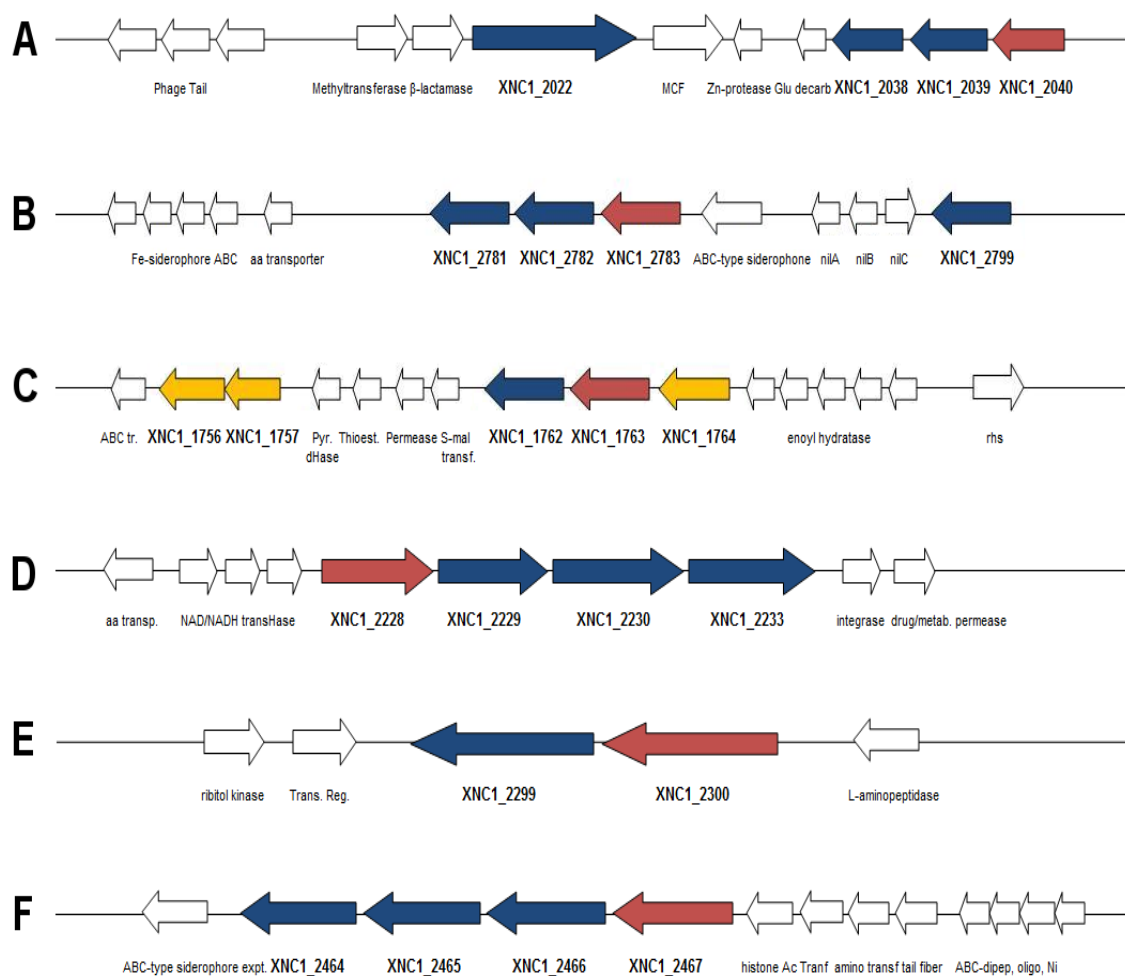 A
Phage Tail Methyltransferase β-lactamase XNC1_2022 MCF Zn-protease Glu decarb XNC1_2038 XNC1_2039 XNC1_2040
B
Fe-siderophore ABC aa transporter XNC1_2781 XNC1_2782 XNC1_2783 ABC-type siderophone nilA nilB nilC XNC1_2799
C
ABC tr. XNC1_1756 XNC1_1757 Pyr. Thioest. Permease S-mal XNC1_1762 XNC1_1763 XNC1_1764 enoyl hydratase rhs
dHase transf.
D
aa transp. NAD/NADH transHase XNC1_2228 XNC1_2229 XNC1_2230 XNC1_2233 integrase drug/metab. permease
E
ribitol kinase Trans. Reg. XNC1_2299 XNC1_2300 L-aminopeptidase
F
ABC-type siderophore expt. XNC1_2464 XNC1_2465 XNC1_2466 XNC1_2467 histone Ac Tranf amino transf tail fiber ABC-dipep, oligo, Ni